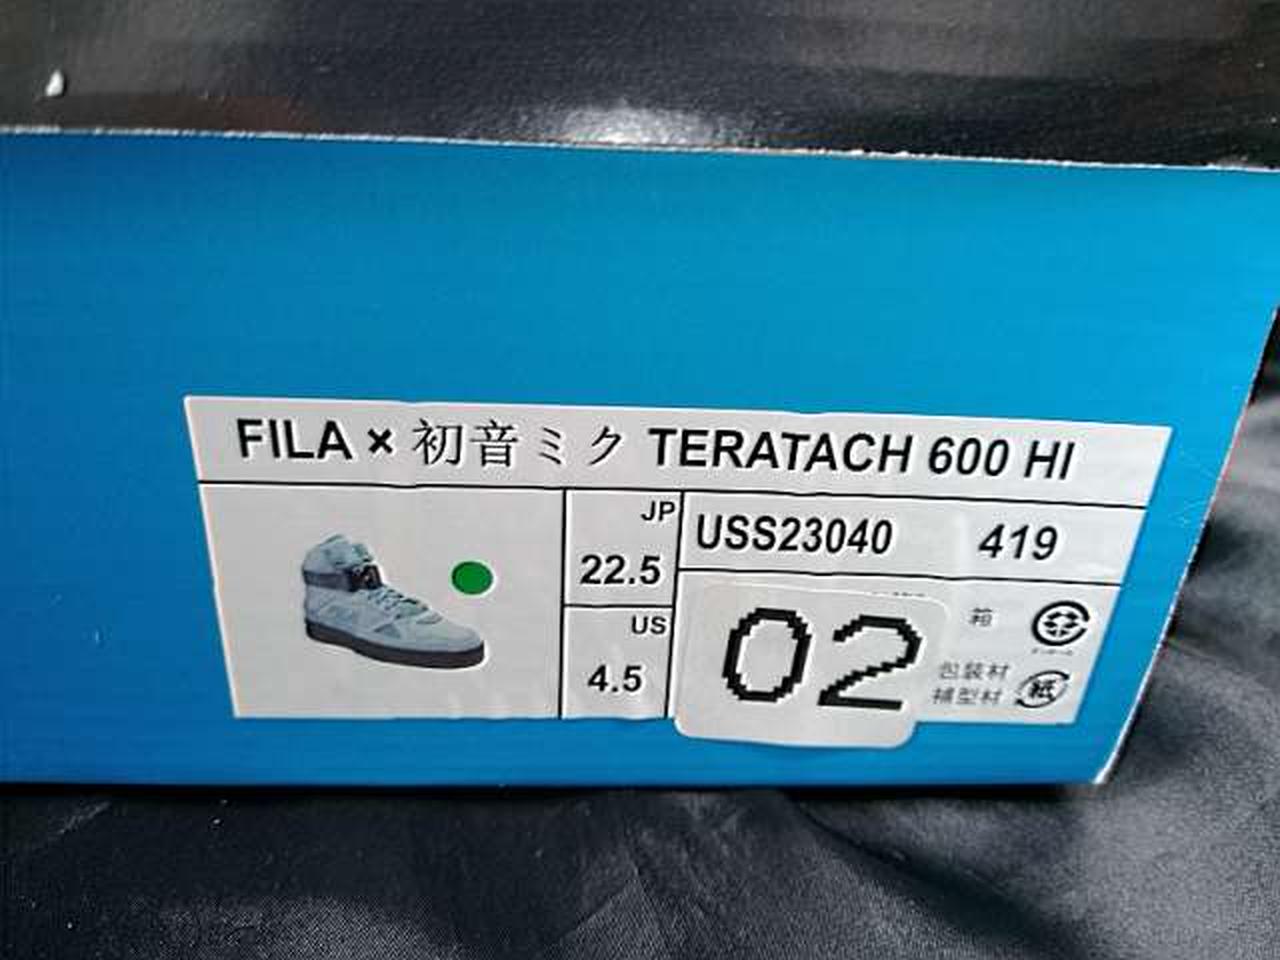 FILA × 初音ミク TERATACH 600 HI
JP
22.5
US
4.5
USS23040 419
02
箱
包装材
補型材
紙